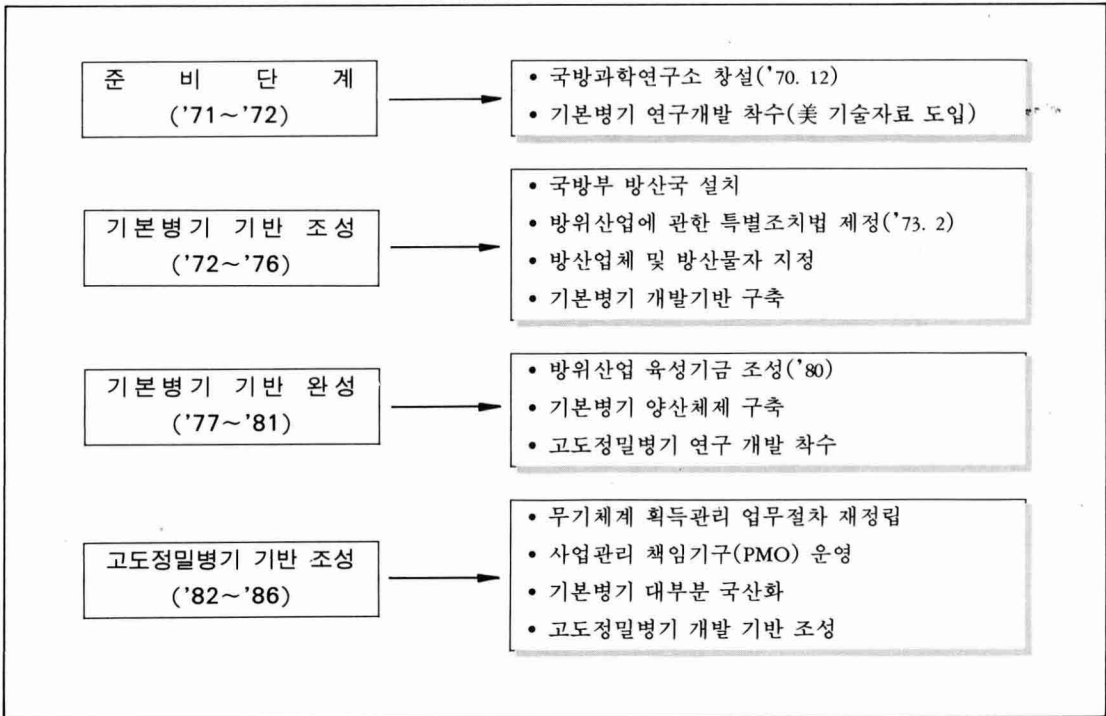 준 비 단 계
('71~'72)
• 국방과학연구소 창설('70. 12)
• 기본병기 연구개발 착수(美 기술자료 도입)
기본병기 기반 조성
('72~'76)
• 국방부 방산국 설치
• 방위산업에 관한 특별조치법 제정('73. 2)
• 방산업체 및 방산물자 지정
• 기본병기 개발기반 구축
기본병기 기반 완성
('77~'81)
• 방위산업 육성기금 조성('80)
• 기본병기 양산체제 구축
• 고도정밀병기 연구 개발 착수
고도정밀병기 기반 조성
('82~'86)
• 무기체계 획득관리 업무절차 재정립
• 사업관리 책임기구(PMO) 운영
• 기본병기 대부분 국산화
• 고도정밀병기 개발 기반 조성